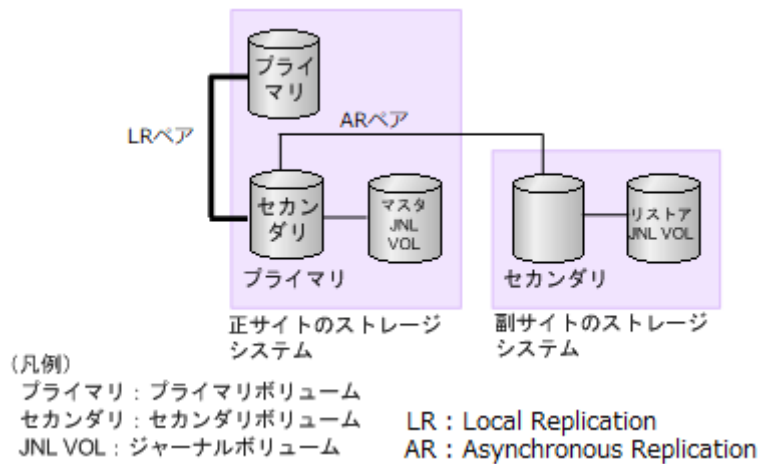 プライ
マリ
LRペア
ARペア
セカン
ダリ
マスタ
JNL
VOL
リストア
JNL VOL
プライマリ
セカンダリ
正サイトのストレージ
システム
副サイトのストレージ
システム
(凡例)
プライマリ:プライマリボリューム
セカンダリ:セカンダリボリューム
JNL VOL:ジャーナルボリューム
LR : Local Replication
AR : Asynchronous Replication